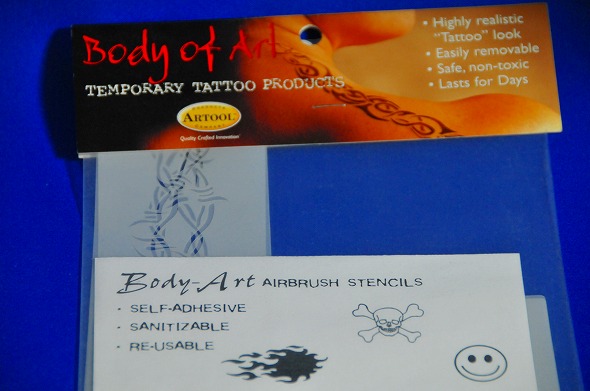 Body of Art
TEMPORARY TATTOO PRODUCTS
ARTOOL
Quality Crafted Innovation
• Highly realistic
"Tattoo" look
• Easily removable
• Safe, non-toxic
• Lasts for Days
Body-Art AIRBRUSH STENCILS
· SELF-ADHESIVE
· SANITIZABLE
· RE-USABLE